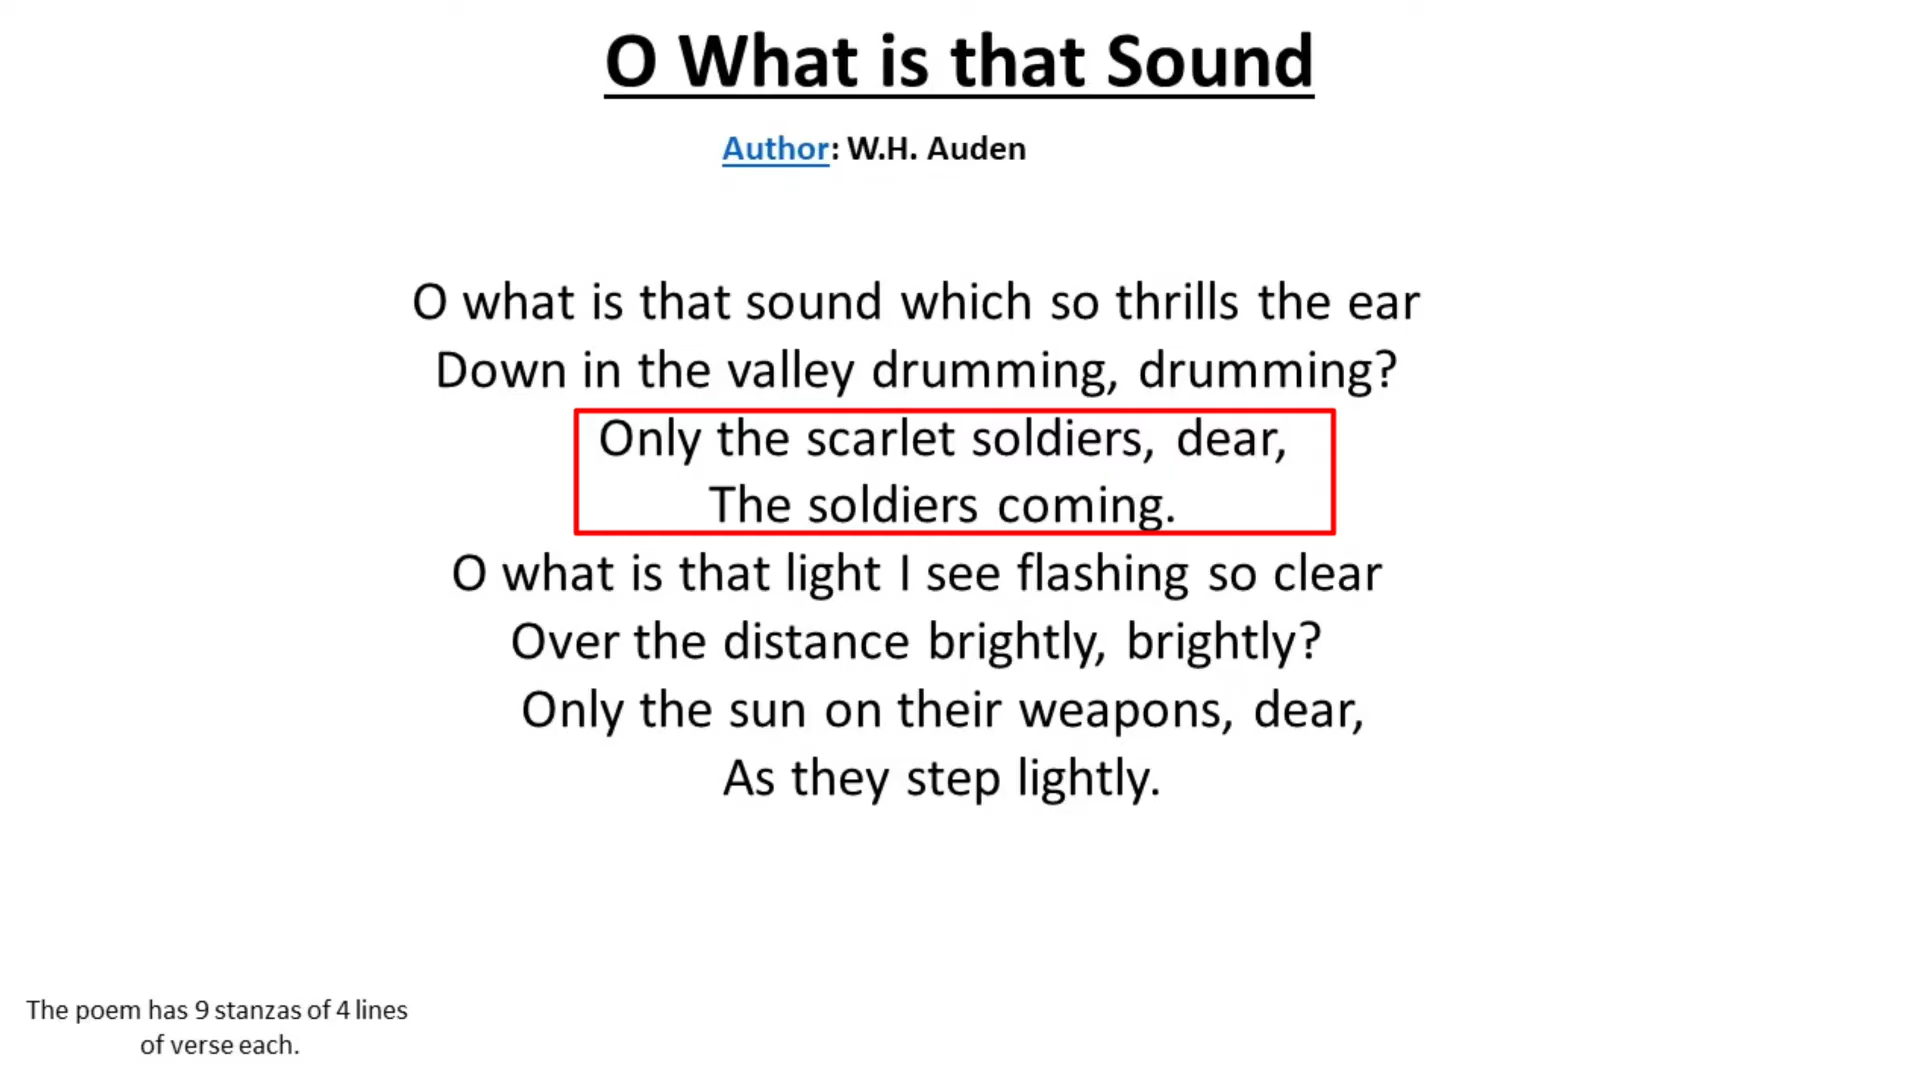 O What is that Sound
Author: W.H. Auden
O what is that sound which so thrills the ear
Down in the valley drumming, drumming?
Only the scarlet soldiers, dear,
The soldiers coming.
O what is that light I see flashing so clear
Over the distance brightly, brightly?
Only the sun on their weapons, dear,
As they step lightly.
The poem has 9 stanzas of 4 lines
of verse each.